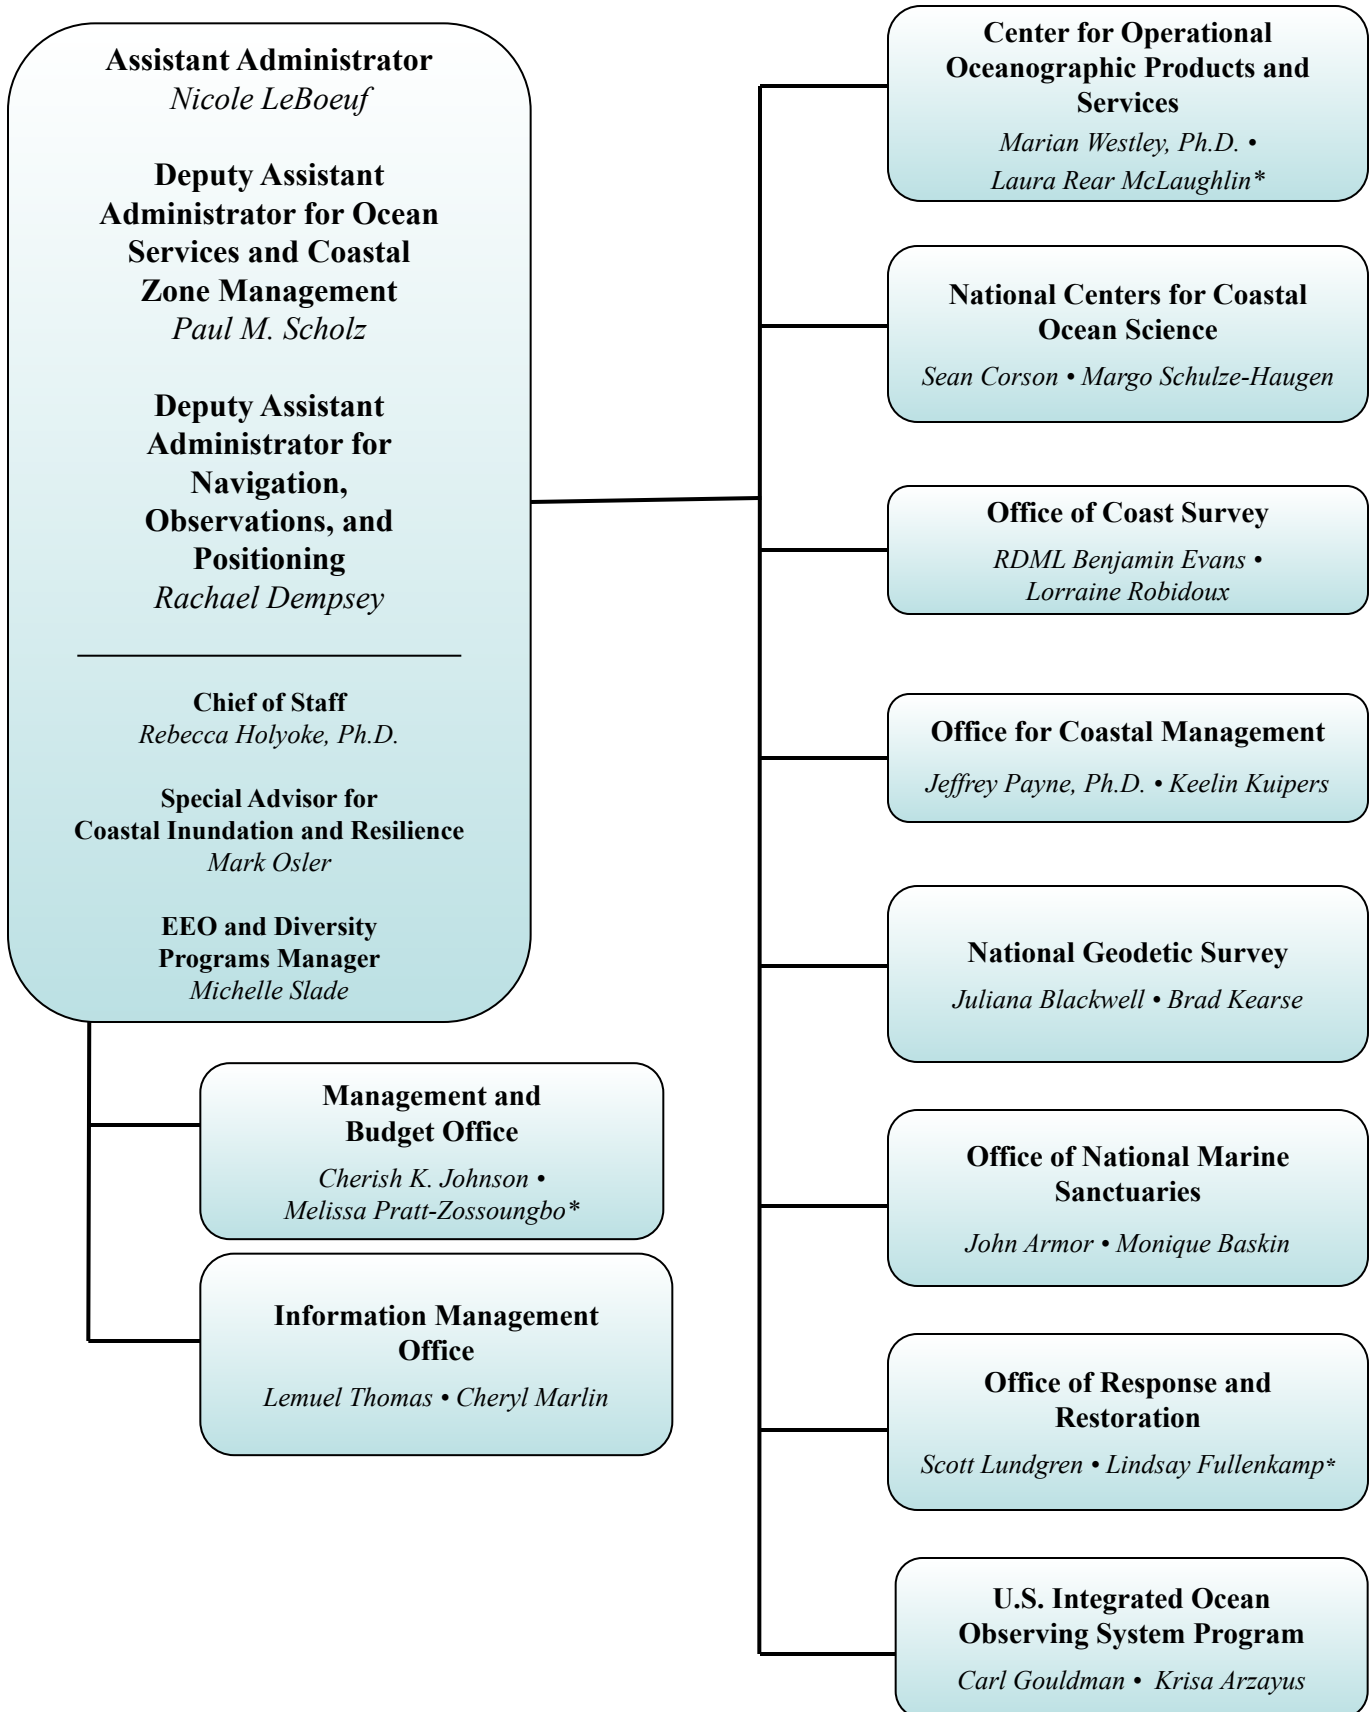 Assistant Administrator
Nicole LeBoeuf
Deputy Assistant
Administrator for Ocean
Services and Coastal
Zone Management
Paul M. Scholz
Deputy Assistant
Administrator for
Navigation,
Observations, and
Positioning
Rachael Dempsey
Chief of Staff
Rebecca Holyoke, Ph.D.
Special Advisor for
Coastal Inundation and Resilience
Mark Osler
EEO and Diversity
Programs Manager
Michelle Slade
Management and
Budget Office
Cherish K. Johnson •
Melissa Pratt-Zossoungbo*
Information Management
Office
Lemuel Thomas • Cheryl Marlin
Center for Operational
Oceanographic Products and
Services
Marian Westley, Ph.D. •
Laura Rear McLaughlin*
National Centers for Coastal
Ocean Science
Sean Corson • Margo Schulze-Haugen
Office of Coast Survey
RDML Benjamin Evans •
Lorraine Robidoux
Office for Coastal Management
Jeffrey Payne, Ph.D. • Keelin Kuipers
National Geodetic Survey
Juliana Blackwell • Brad Kearse
Office of National Marine
Sanctuaries
John Armor • Monique Baskin
Office of Response and
Restoration
Scott Lundgren • Lindsay Fullenkamp*
U.S. Integrated Ocean
Observing System Program
Carl Gouldman • Krisa Arzayus